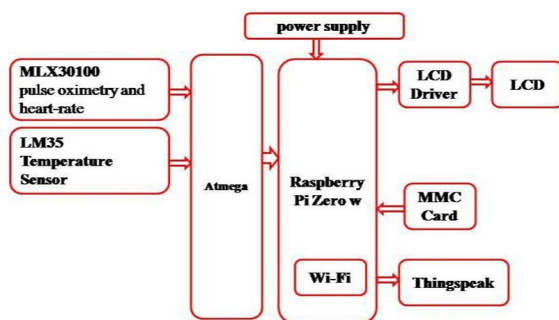 power supply
MLX30100
pulse oximetry and
heart-rate
LM35
Temperature
Sensor
Atmega
Raspberry
Pi Zero w
Wi-Fi
LCD
Driver
LCD
MMC
Card
Thingspeak